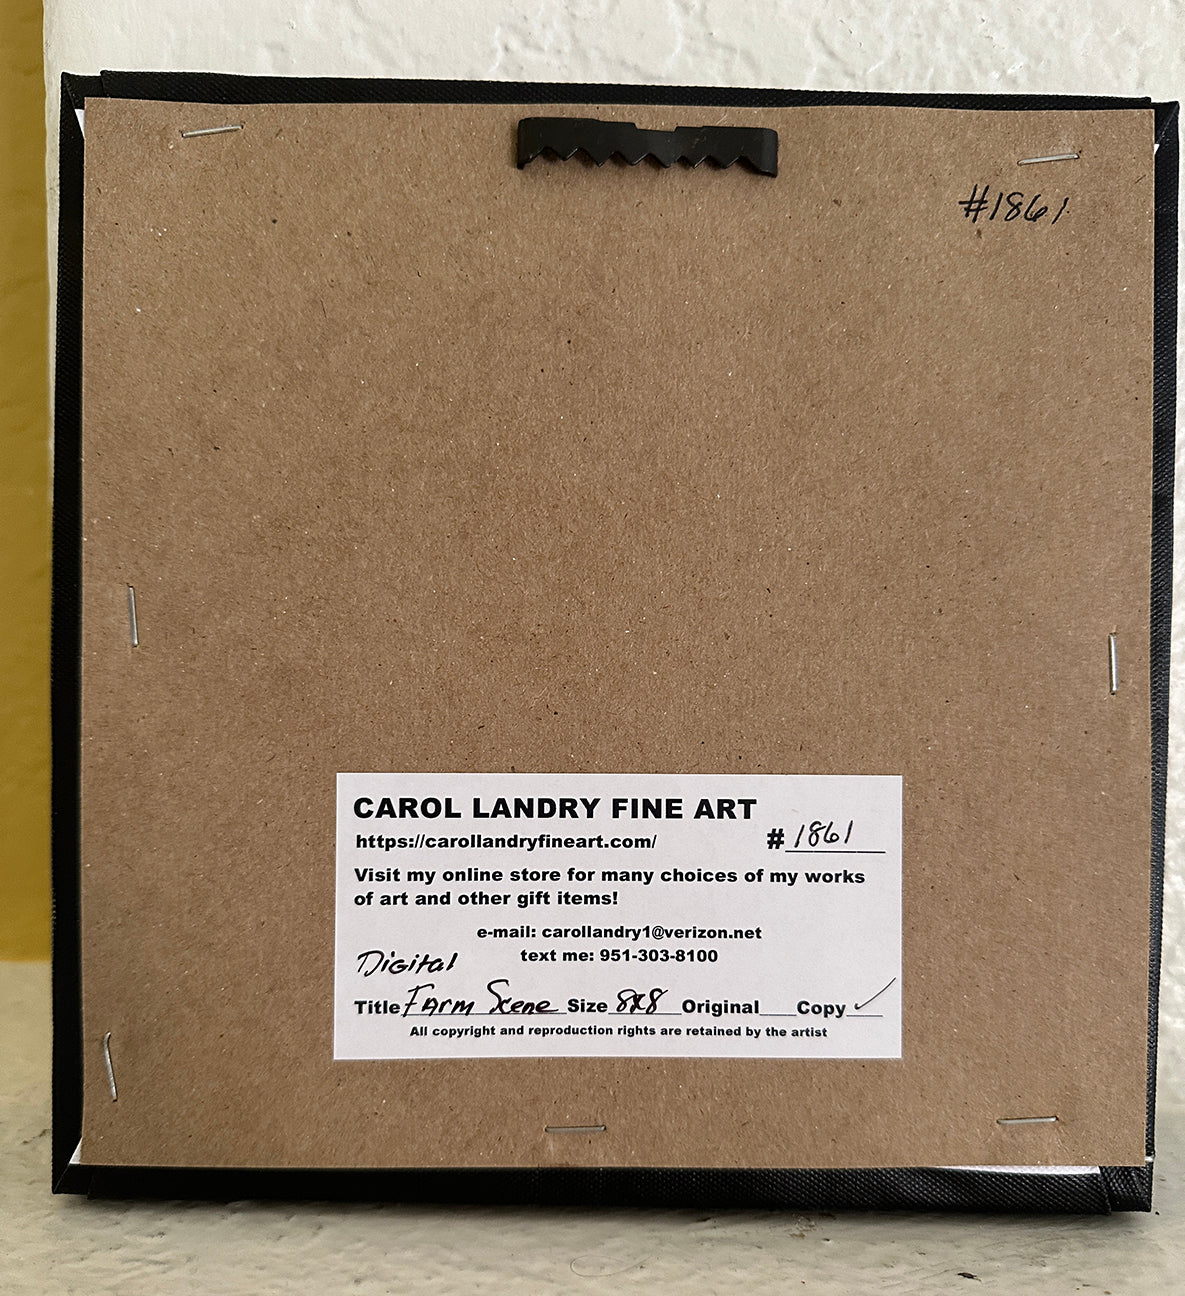 #1861
CAROL LANDRY FINE ART
https://carollandryfineart.com/ # 1861
Visit my online store for many choices of my works
of art and other gift items!
e-mail: carollandry1@verizon.net
Digital text me: 951-303-8100
Title Farm Scene Size 8x8 Original Copy ✓
All copyright and reproduction rights are retained by the artist